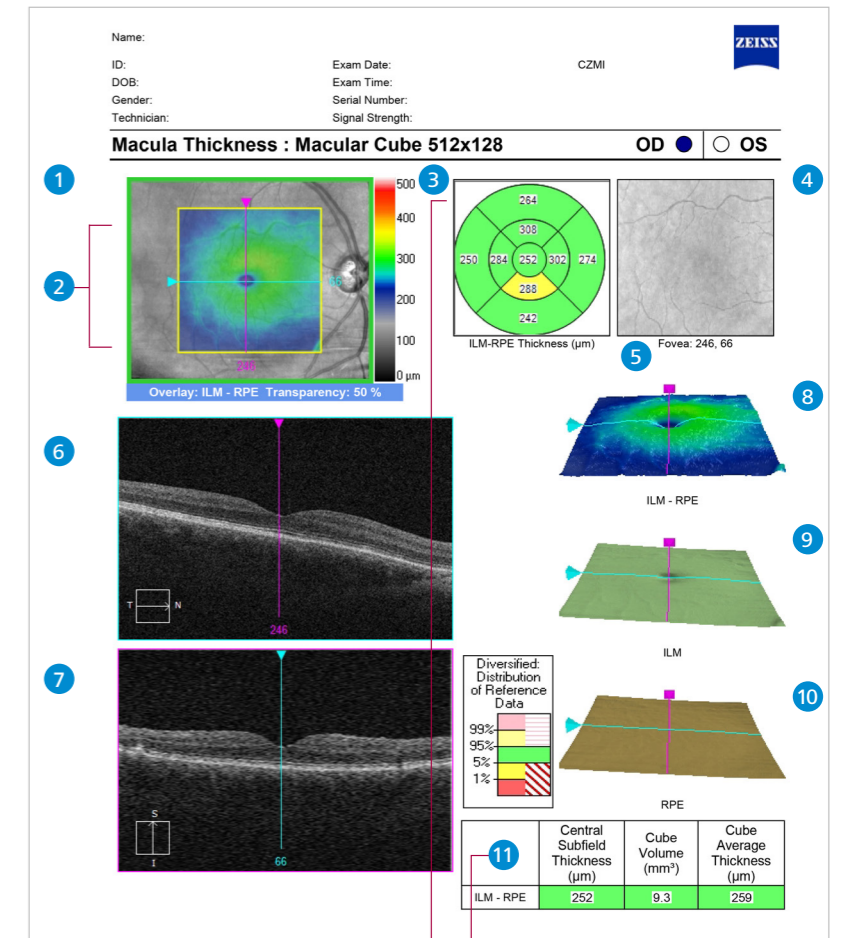 Name:
ZEISS
ID:
Exam Date:
CZMI
DOB:
Exam Time:
Gender:
Serial Number:
Technician:
Signal Strength:
Macula Thickness : Macular Cube 512x128
OD
OS
1
2
500
400
300
200
100
0 µm
66
246
Overlay: ILM - RPE Transparency: 50 %
3
264
308
250
284
252
302
274
288
242
ILM-RPE Thickness (µm)
4
Fovea: 246, 66
5
6
T
N
246
7
S
I
66
8
ILM - RPE
9
ILM
10
RPE
Diversified:
Distribution
of Reference
Data
99%
95%
5%
1%
11
Central
Subfield
Thickness
(µm)
Cube
Volume
(mm³)
Cube
Average
Thickness
(µm)
ILM - RPE
252
9.3
259